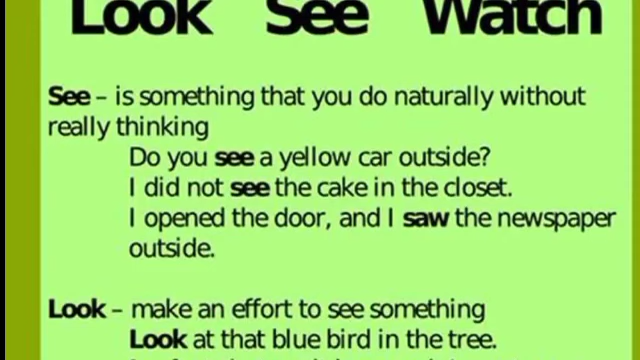 Look See Watch
See – is something that you do naturally without
really thinking
Do you see a yellow car outside?
I did not see the cake in the closet.
I opened the door, and I saw the newspaper
outside.
Look – make an effort to see something
Look at that blue bird in the tree.